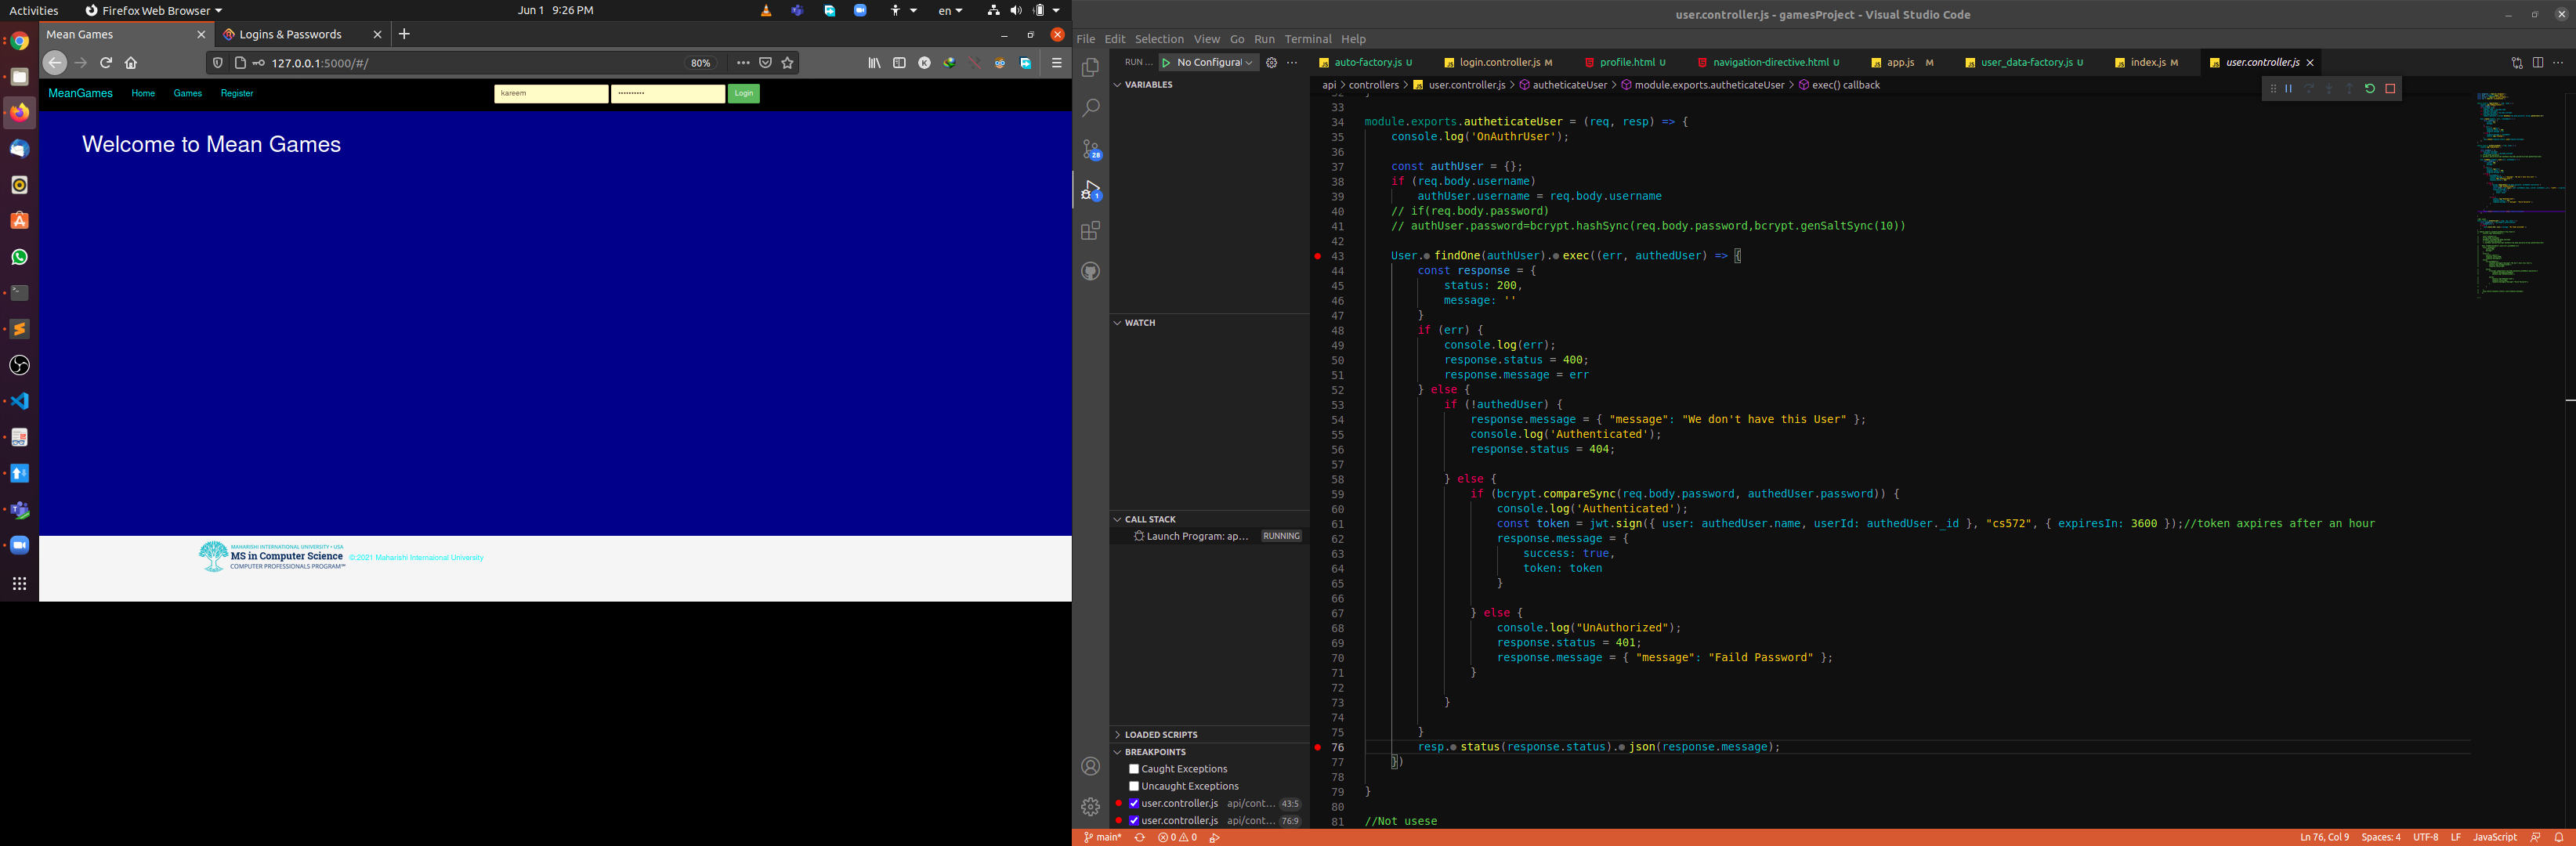 Activities
Firefox Web Browser
Jun 1 9:26 PM
en
Mean Games
Logins & Passwords
127.0.0.1:5000/#/
80%
MeanGames
Home
Games
Register
kareem
Login
Welcome to Mean Games
MAHARISHI INTERNATIONAL UNIVERSITY • USA
MS in Computer Science
COMPUTER PROFESSIONALS PROGRAM℠
©2021 Maharishi Internaional University
user.controller.js - gamesProject - Visual Studio Code
File Edit Selection View Go Run Terminal Help
RUN ...
No Configurat
auto-factory.js U
login.controller.js M
profile.html U
navigation-directive.html U
app.js M
user_data-factory.js U
index.js M
user.controller.js
api > controllers > user.controller.js > autheticateUser > module.exports.autheticateUser > exec() callback
VARIABLES
WATCH
CALL STACK
Launch Program: ap...
RUNNING
LOADED SCRIPTS
BREAKPOINTS
Caught Exceptions
Uncaught Exceptions
user.controller.js api/cont... 43:5
user.controller.js api/cont... 76:9
28
1
32 }
33
34 module.exports.autheticateUser = (req, resp) => {
35 console.log('OnAuthrUser');
36
37 const authUser = {};
38 if (req.body.username)
39 authUser.username = req.body.username
40 // if(req.body.password)
41 // authUser.password=bcrypt.hashSync(req.body.password,bcrypt.genSaltSync(10))
42
43 User.findOne(authUser).exec((err, authedUser) => {
44 const response = {
45 status: 200,
46 message: ''
47 }
48 if (err) {
49 console.log(err);
50 response.status = 400;
51 response.message = err
52 } else {
53 if (!authedUser) {
54 response.message = { "message": "We don't have this User" };
55 console.log('Authenticated');
56 response.status = 404;
57
58 } else {
59 if (bcrypt.compareSync(req.body.password, authedUser.password)) {
60 console.log('Authenticated');
61 const token = jwt.sign({ user: authedUser.name, userId: authedUser._id }, "cs572", { expiresIn: 3600 });//token axpires after an hour
62 response.message = {
63 success: true,
64 token: token
65 }
66
67 } else {
68 console.log("UnAuthorized");
69 response.status = 401;
70 response.message = { "message": "Faild Password" };
71 }
72
73 }
74
75 }
76 resp.status(response.status).json(response.message);
77 })
78
79 }
80
81 //Not usese
main*
0 0
Ln 76, Col 9
Spaces: 4
UTF-8
LF
JavaScript